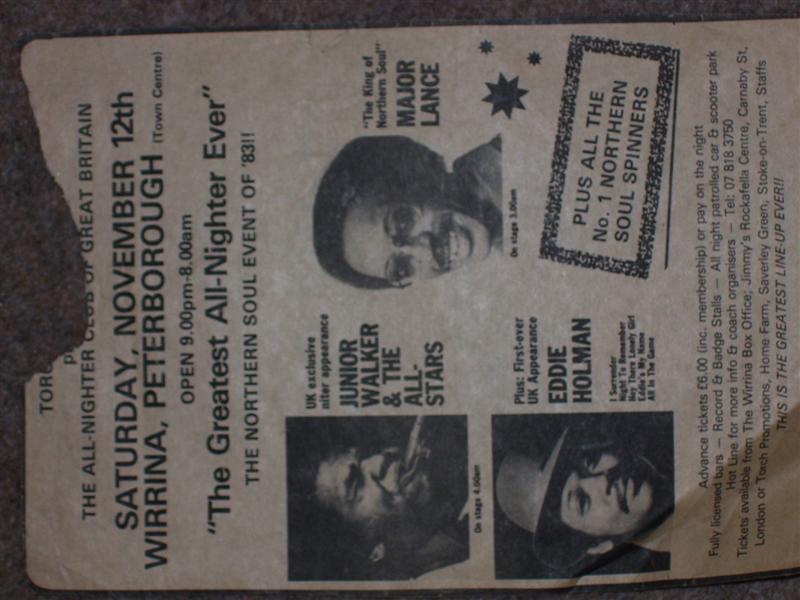 TORC
P
THE ALL-NIGHTER CLUB OF GREAT BRITAIN
SATURDAY, NOVEMBER 12th
WIRRINA, PETERBOROUGH (Town Centre)
OPEN 9.00pm-8.00am
“The Greatest All-Nighter Ever”
THE NORTHERN SOUL EVENT OF '83!!
UK exclusive
niter appearance
JUNIOR
WALKER
& THE
ALL-
STARS
On stage 4.00am
"The King of
Northern Soul"
MAJOR
LANCE
On stage 3.00am
Plus: First-ever
UK Appearance
EDDIE
HOLMAN
I Surrender
Night To Remember
Hey There Lonely Girl
Eddie's My Name
All In The Game
PLUS ALL THE
No. 1 NORTHERN
SOUL SPINNERS
Advance tickets £6.00 (inc. membership) or pay on the night
Fully licensed bars — Record & Badge Stalls — All night patrolled car & scooter park
Hot Line for more info & coach organisers — Tel: 07 818 3750
Tickets available from The Wirrina Box Office; Jimmy's Rockafella Centre, Carnaby St,
London or Torch Promotions, Home Farm, Saverley Green, Stoke-on-Trent, Staffs
THIS IS THE GREATEST LINE-UP EVER!!